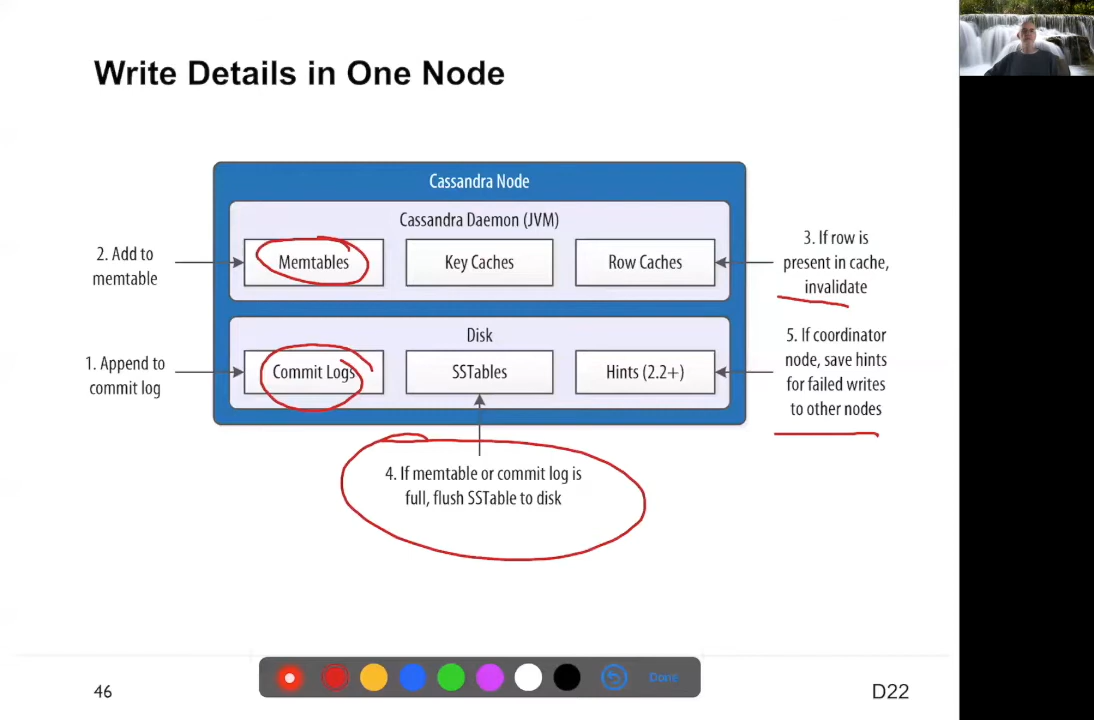 Write Details in One Node
Cassandra Node
Cassandra Daemon (JVM)
2. Add to
memtable
Memtables
Key Caches
Row Caches
3. If row is
present in cache,
invalidate
Disk
1. Append to
commit log
Commit Logs
SSTables
Hints (2.2+)
5. If coordinator
node, save hints
for failed writes
to other nodes
4. If memtable or commit log is
full, flush SSTable to disk
46
Done
D22